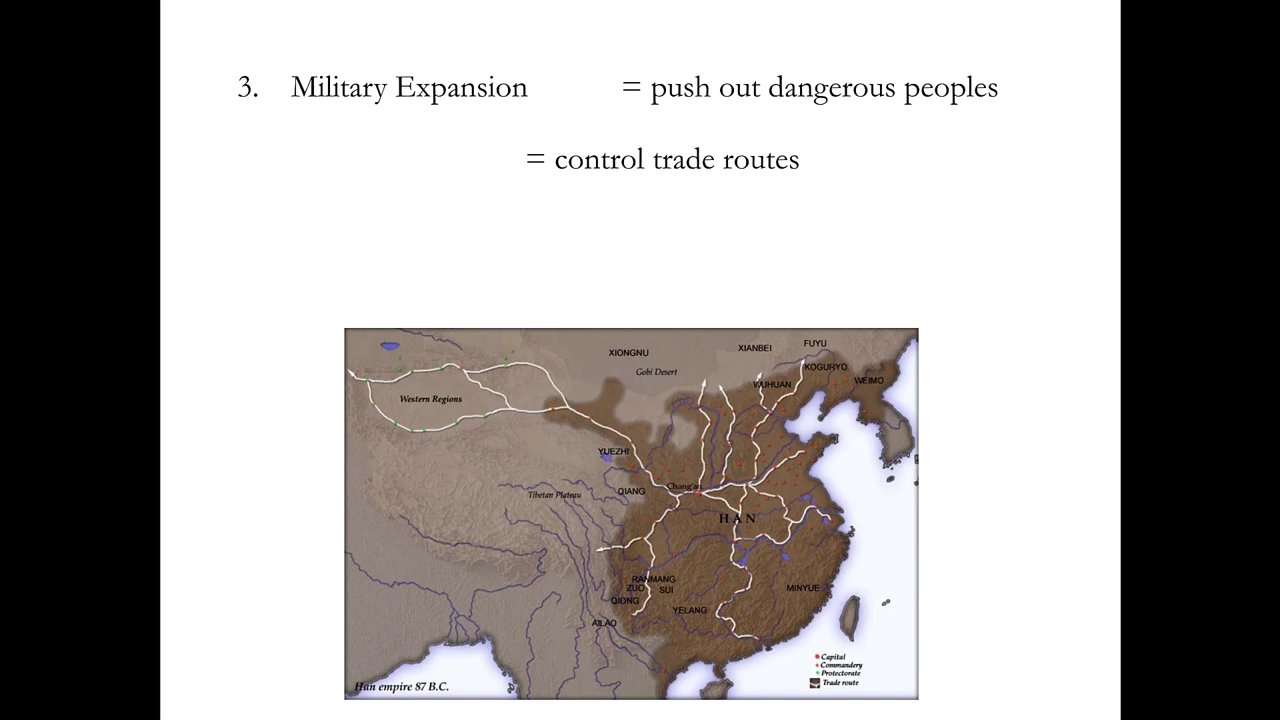 3. Military Expansion = push out dangerous peoples
= control trade routes
XIONGNU
XIANBEI
FUYU
Gobi Desert
KOGURYO
WUHUAN
WEIMO
Western Regions
YUEZHI
Chang'an
QIANG
Tibetan Plateau
HAN
RANMANG
ZUO
SUI
MINYUE
QIONG
YELANG
AILAO
Capital
Commandery
Protectorate
Trade route
Han empire 87 B.C.